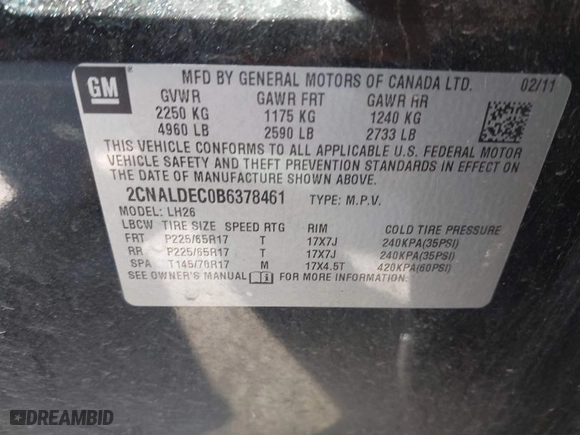 GM
MFD BY GENERAL MOTORS OF CANADA LTD. 02/11
GVWR GAWR FRT GAWR RR
2250 KG 1175 KG 1240 KG
4960 LB 2590 LB 2733 LB
THIS VEHICLE CONFORMS TO ALL APPLICABLE U.S. FEDERAL MOTOR
VEHICLE SAFETY AND THEFT PREVENTION STANDARDS IN EFFECT ON
THE DATE OF MANUFACTURE SHOWN ABOVE.
2CNALDEC0B6378461 TYPE: M.P.V.
MODEL: LH26
LBCW TIRE SIZE SPEED RTG RIM COLD TIRE PRESSURE
FRT P225/65R17 T 17X7J 240KPA(35PSI)
RR P225/65R17 T 17X7J 240KPA(35PSI)
SPA T145/70R17 M 17X4.5T 420KPA(60PSI)
SEE OWNER'S MANUAL FOR MORE INFORMATION.
DREAMBID